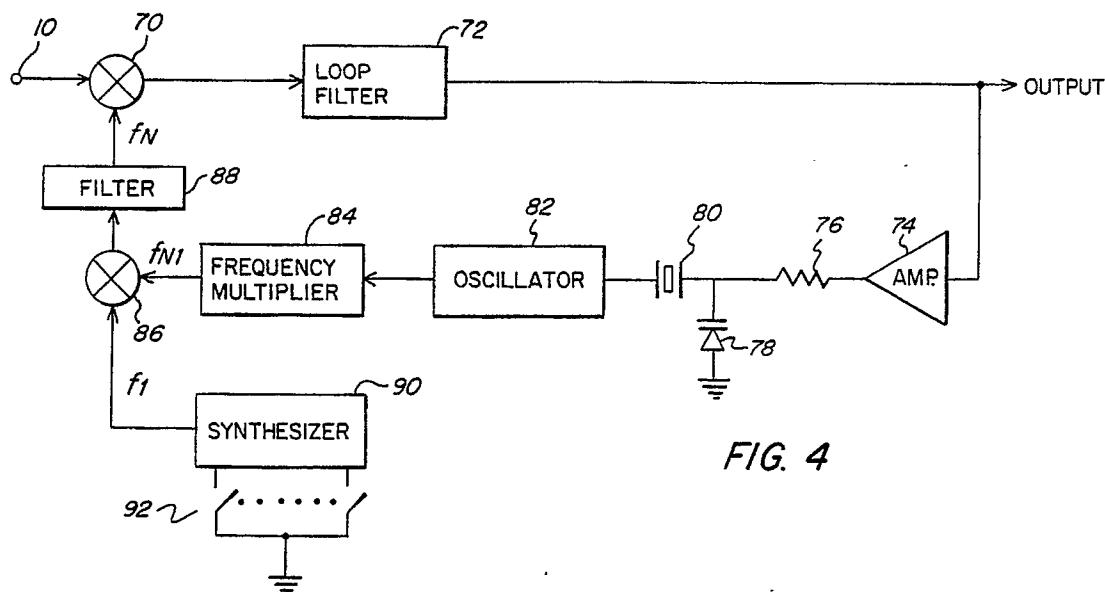 10
70
72
LOOP
FILTER
OUTPUT
fN
FILTER
88
84
82
80
76
74
fN1
FREQUENCY
MULTIPLIER
OSCILLATOR
AMP.
86
78
f1
90
SYNTHESIZER
92
FIG. 4